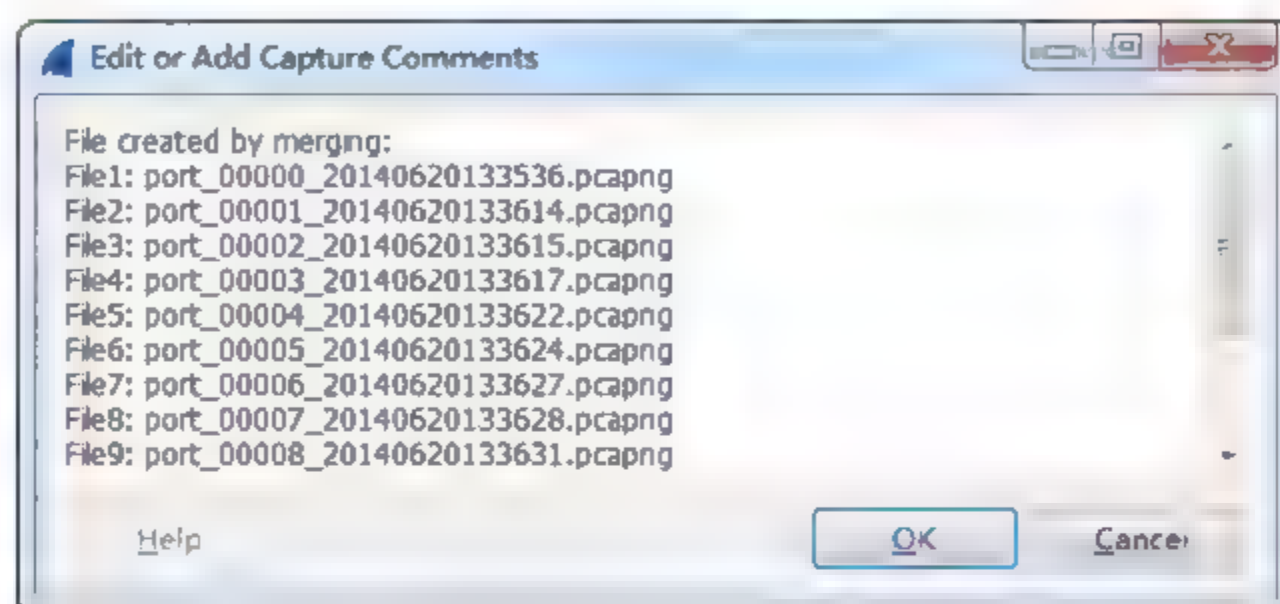 Edit or Add Capture Comments
File created by merging:
File1: port_00000_20140620133536.pcapng
File2: port_00001_20140620133614.pcapng
File3: port_00002_20140620133615.pcapng
File4: port_00003_20140620133617.pcapng
File5: port_00004_20140620133622.pcapng
File6: port_00005_20140620133624.pcapng
File7: port_00006_20140620133627.pcapng
File8: port_00007_20140620133628.pcapng
File9: port_00008_20140620133631.pcapng
Help OK Cancel